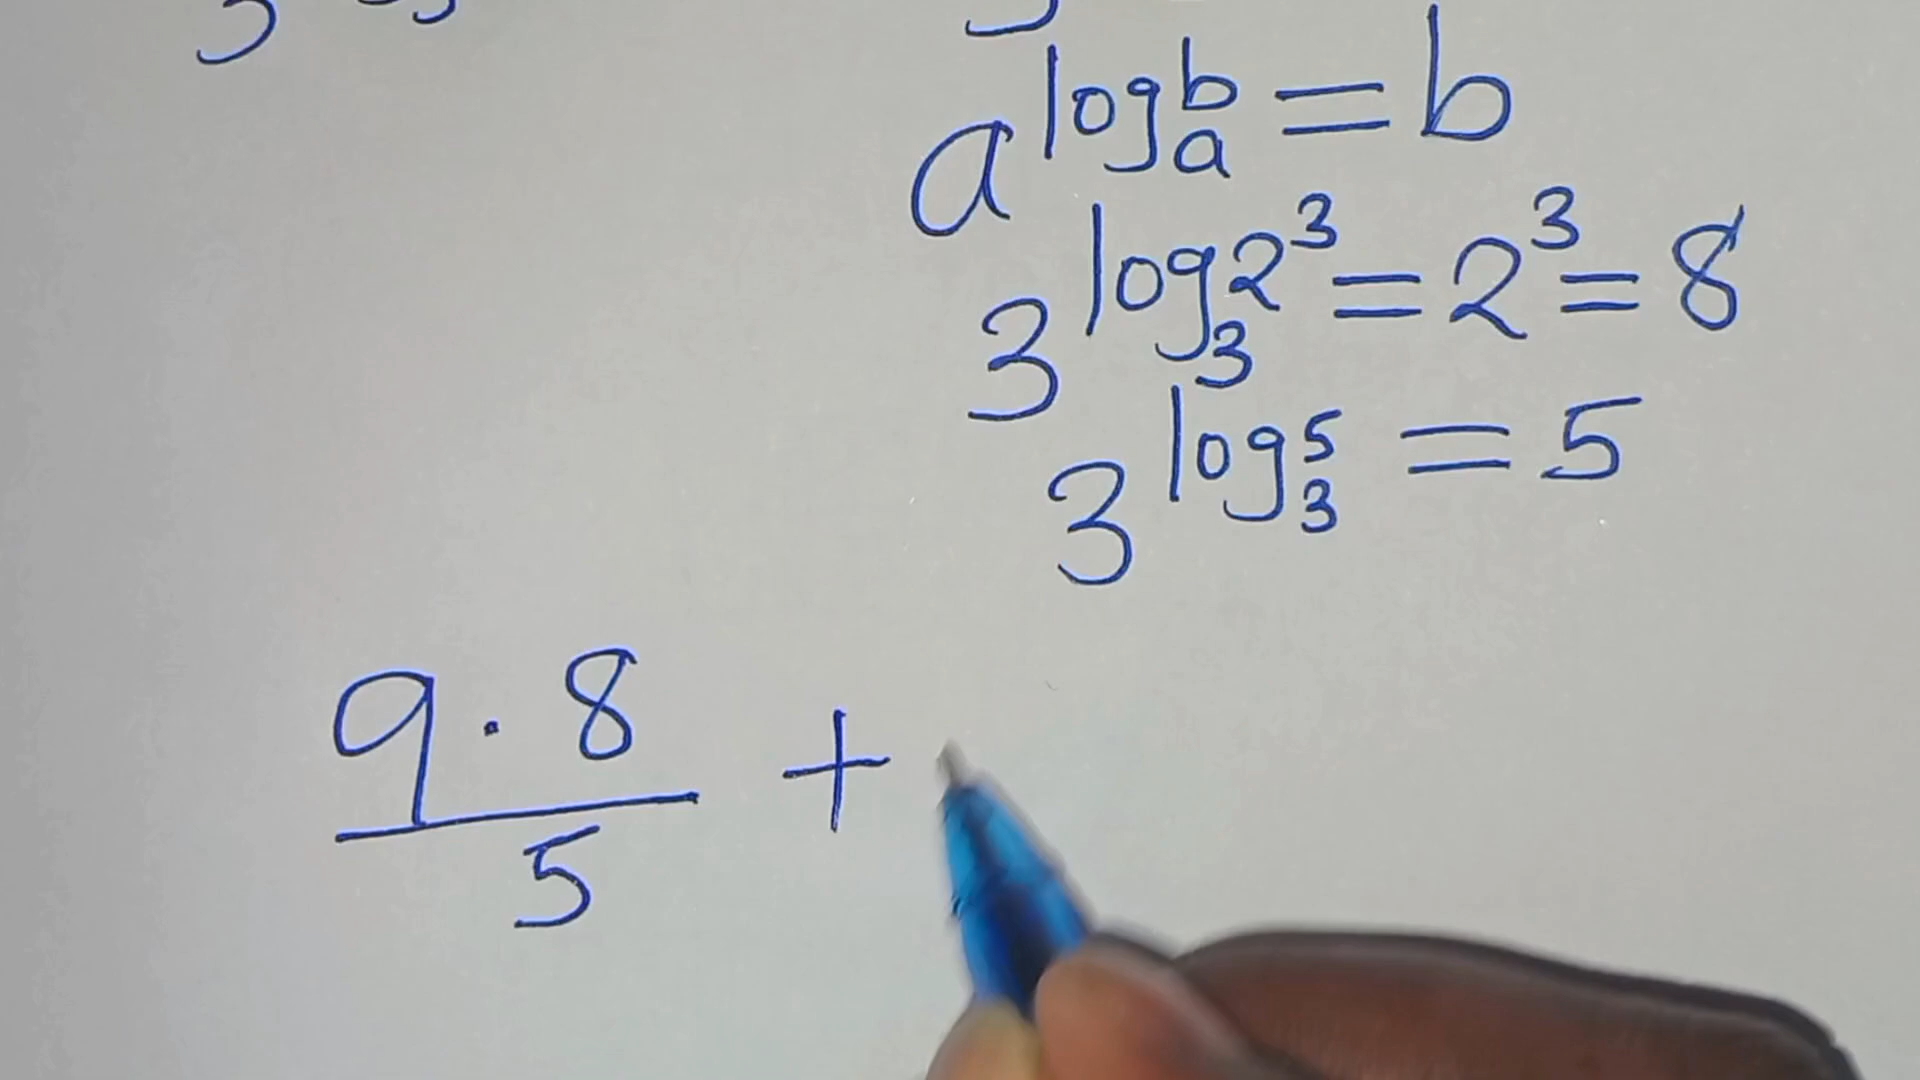 a^log_a b = b
3^log_3 2^3 = 2^3 = 8
3^log_3 5 = 5
9 · 8 +
5